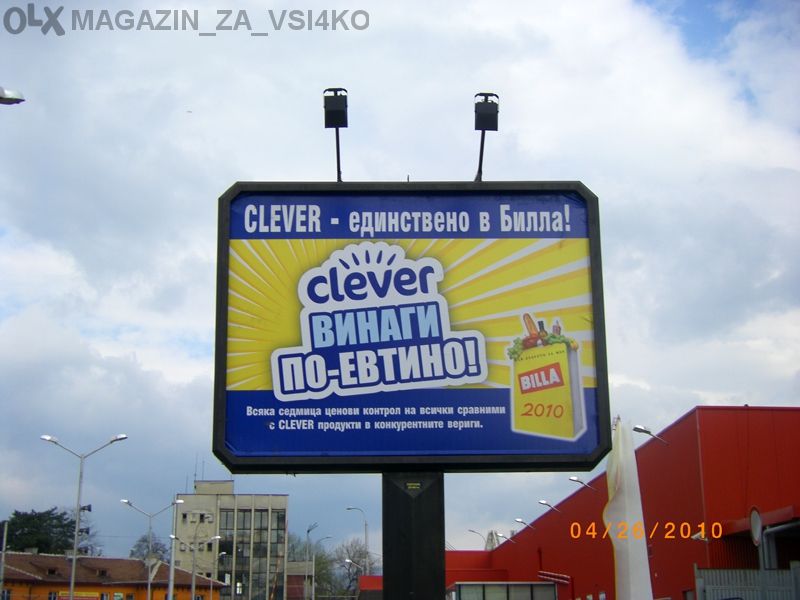 OLX MAGAZIN_ZA_VSI4KO
CLEVER - единствено в Билла!
clever
ВИНАГИ
ПО-ЕВТИНО!
BILLA
2010
Всяка седмица ценови контрол на всички сравними
с CLEVER продукти в конкурентните вериги.
04/26/2010